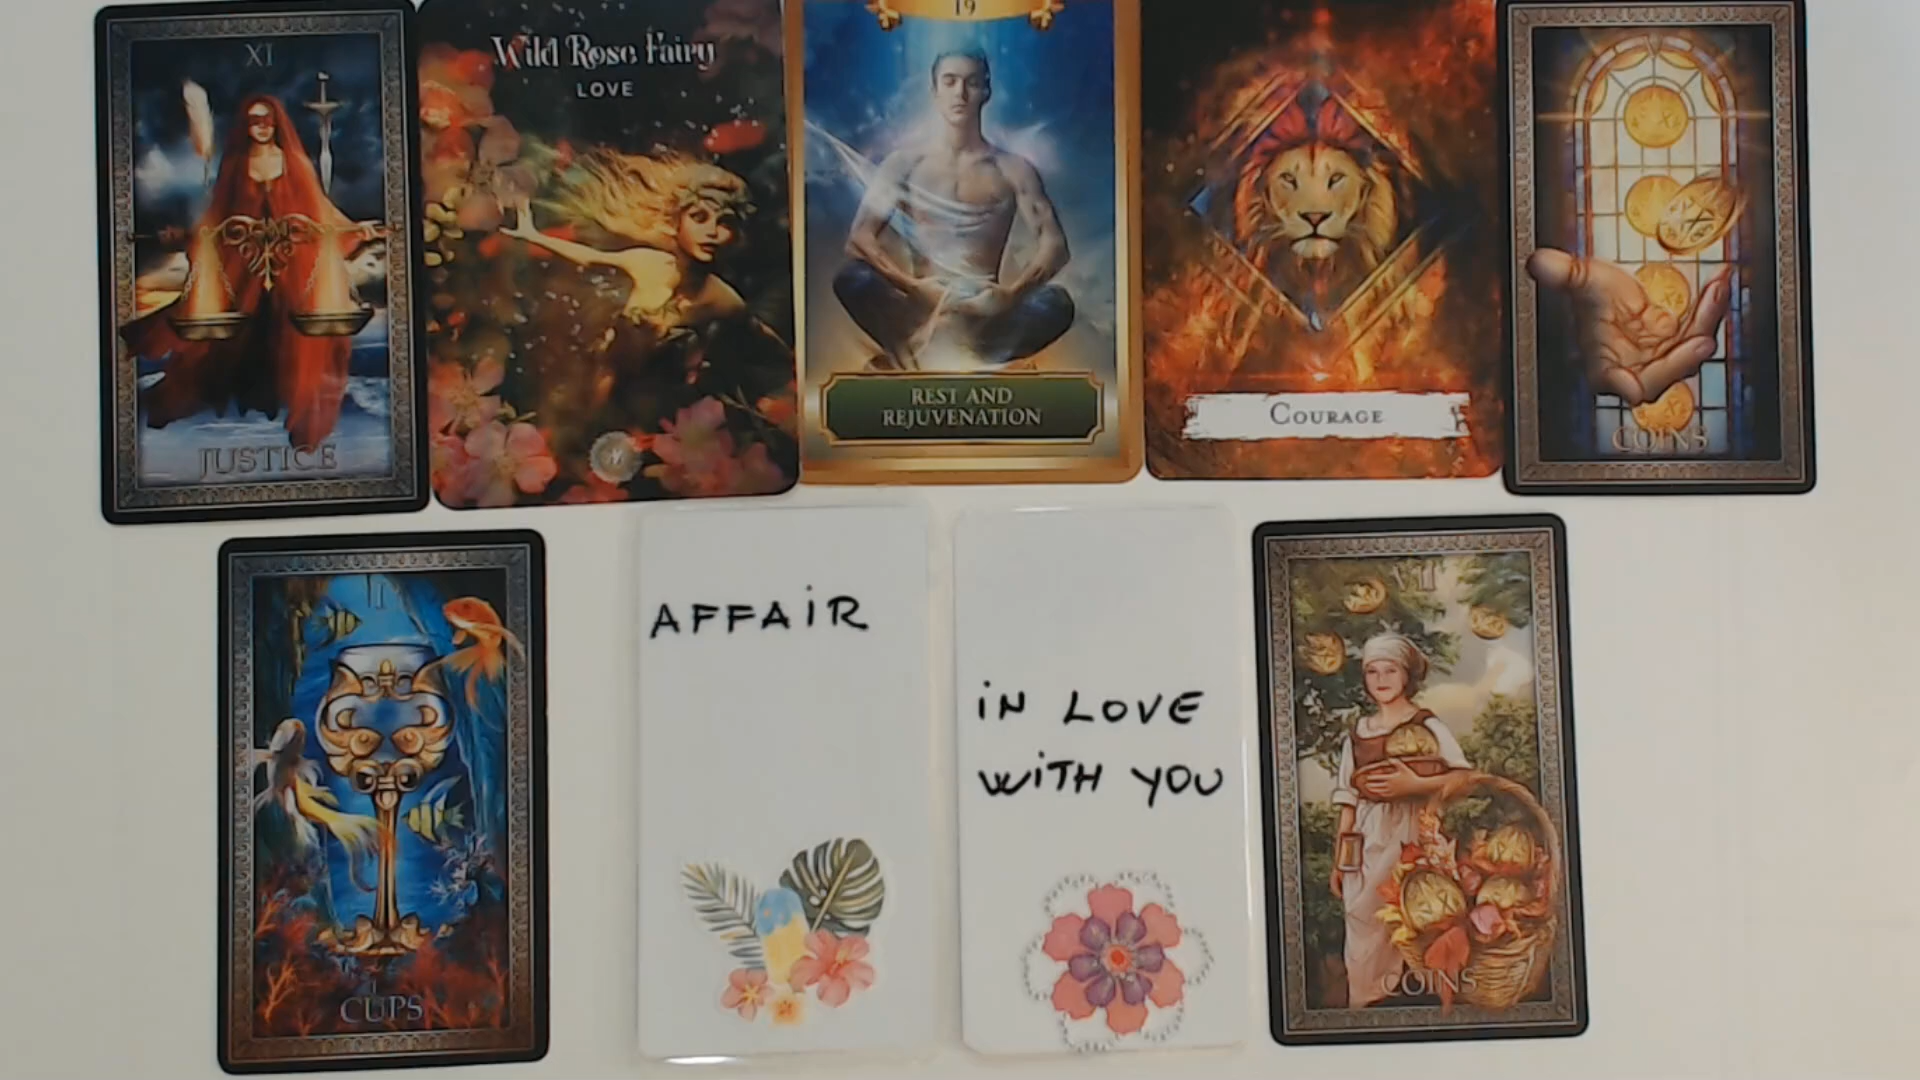 XI
JUSTICE
Wild Rose Fairy
LOVE
19
REST AND
REJUVENATION
COURAGE
COINS
II
CUPS
AFFAiR
iN LOVE
WiTH YOU
VII
COINS